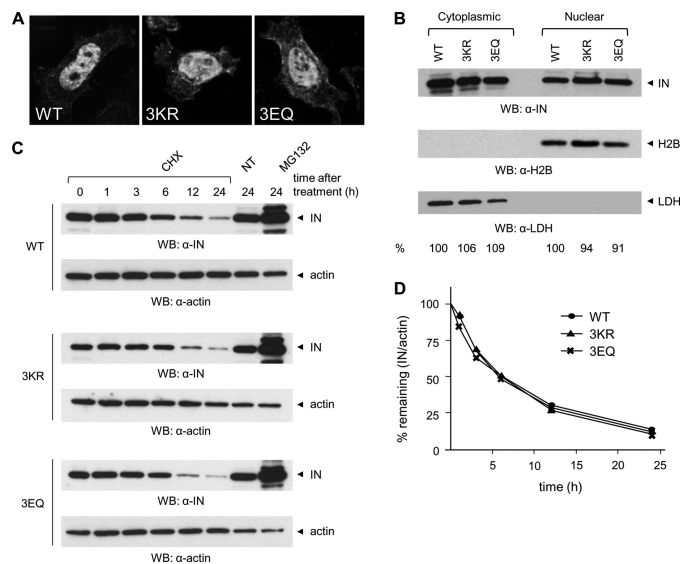 A
WT
3KR
3EQ
B
Cytoplasmic Nuclear
WT 3KR 3EQ WT 3KR 3EQ
IN
WB: α-IN
H2B
WB: α-H2B
LDH
WB: α-LDH
% 100 106 109 100 94 91
C
CHX NT MG132
0 1 3 6 12 24 24 24 time after treatment (h)
WT
IN
WB: α-IN
actin
WB: α-actin
3KR
IN
WB: α-IN
actin
WB: α-actin
3EQ
IN
WB: α-IN
actin
WB: α-actin
D
% remaining (IN/actin)
100
75
50
25
0
5 10 15 20 25
time (h)
WT
3KR
3EQ